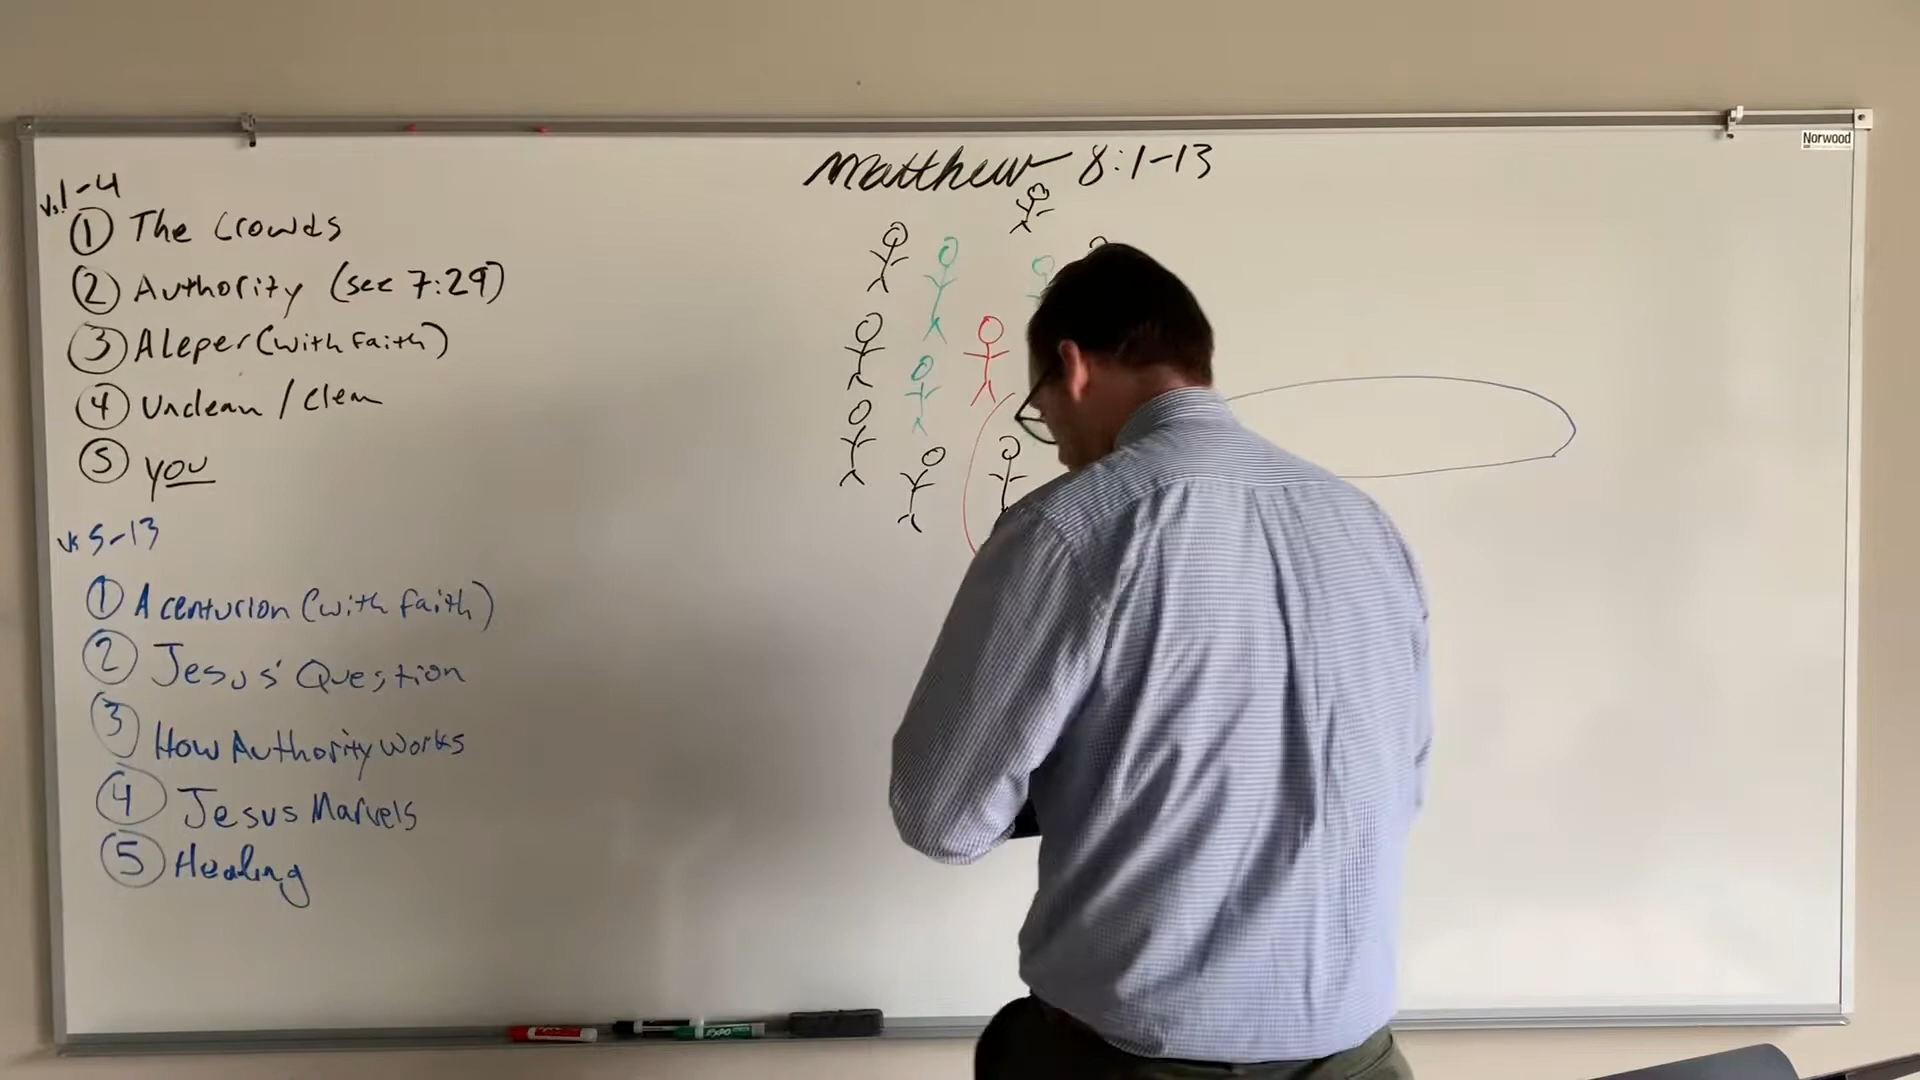 Matthew 8:1-13
Norwood
vs. 1-4
① The Crowds
② Authority (see 7:29)
③ A leper (with faith)
④ Unclean / Clean
⑤ you
vs 5-13
① A centurion (with faith)
② Jesus' Question
③ How Authority Works
④ Jesus Marvels
⑤ Healing
EXPO